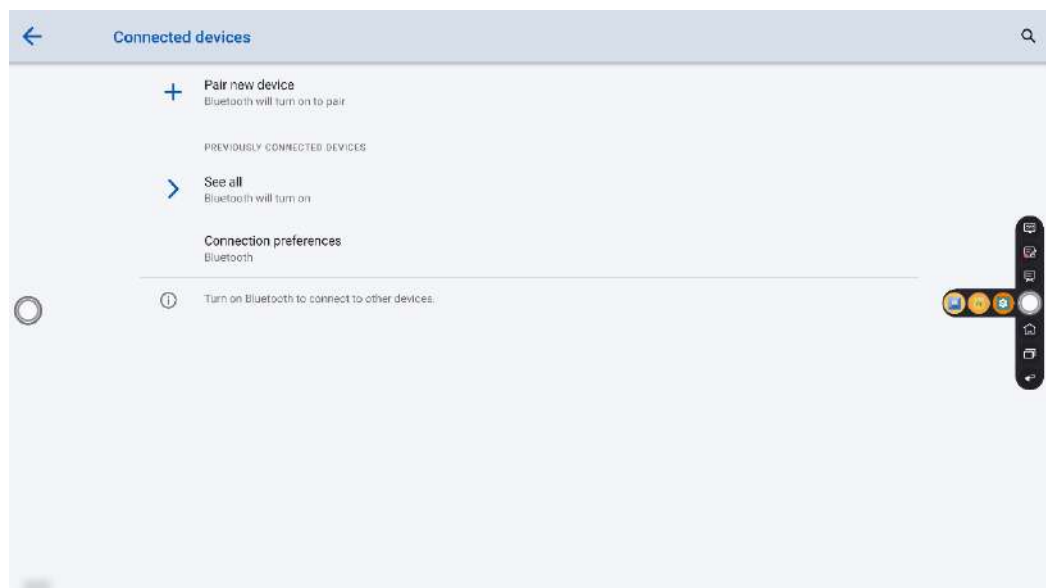 Connected devices
Pair new device
Bluetooth will turn on to pair
PREVIOUSLY CONNECTED DEVICES
See all
Bluetooth will turn on
Connection preferences
Bluetooth
Turn on Bluetooth to connect to other devices.